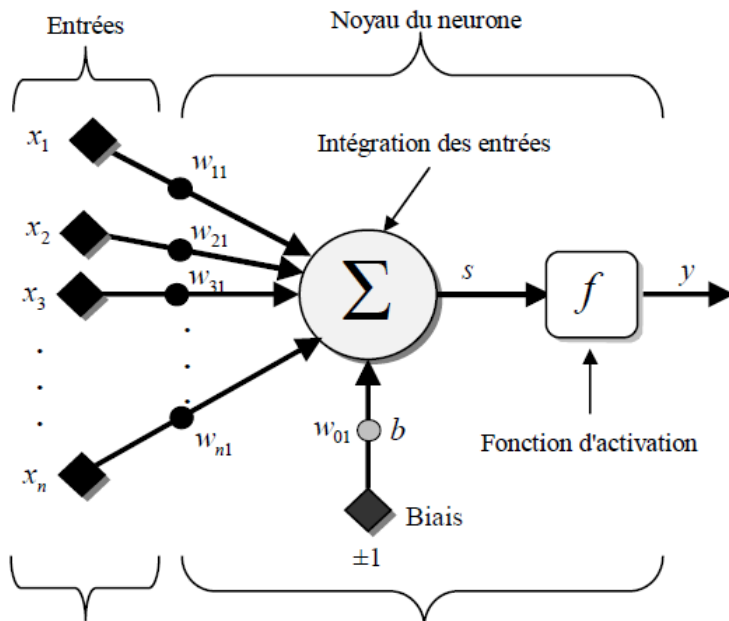 Entrées
Noyau du neurone
x1
w11
Intégration des entrées
x2
w21
x3
w31
s
f
y
Σ
. . . .
. . . .
xn
wn1
w01
b
Fonction d'activation
Biais
±1